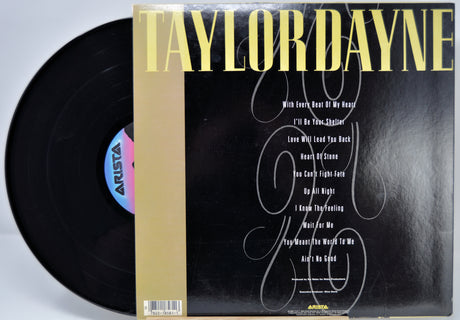 TAYLOR DAYNE
With Every Beat Of My Heart
I'll Be Your Shelter
Love Will Lead You Back
Heart Of Stone
You Can't Fight Fate
Up All Night
I Know The Feeling
Wait For Me
You Meant The World To Me
Ain't No Good
ARISTA
ARISTA